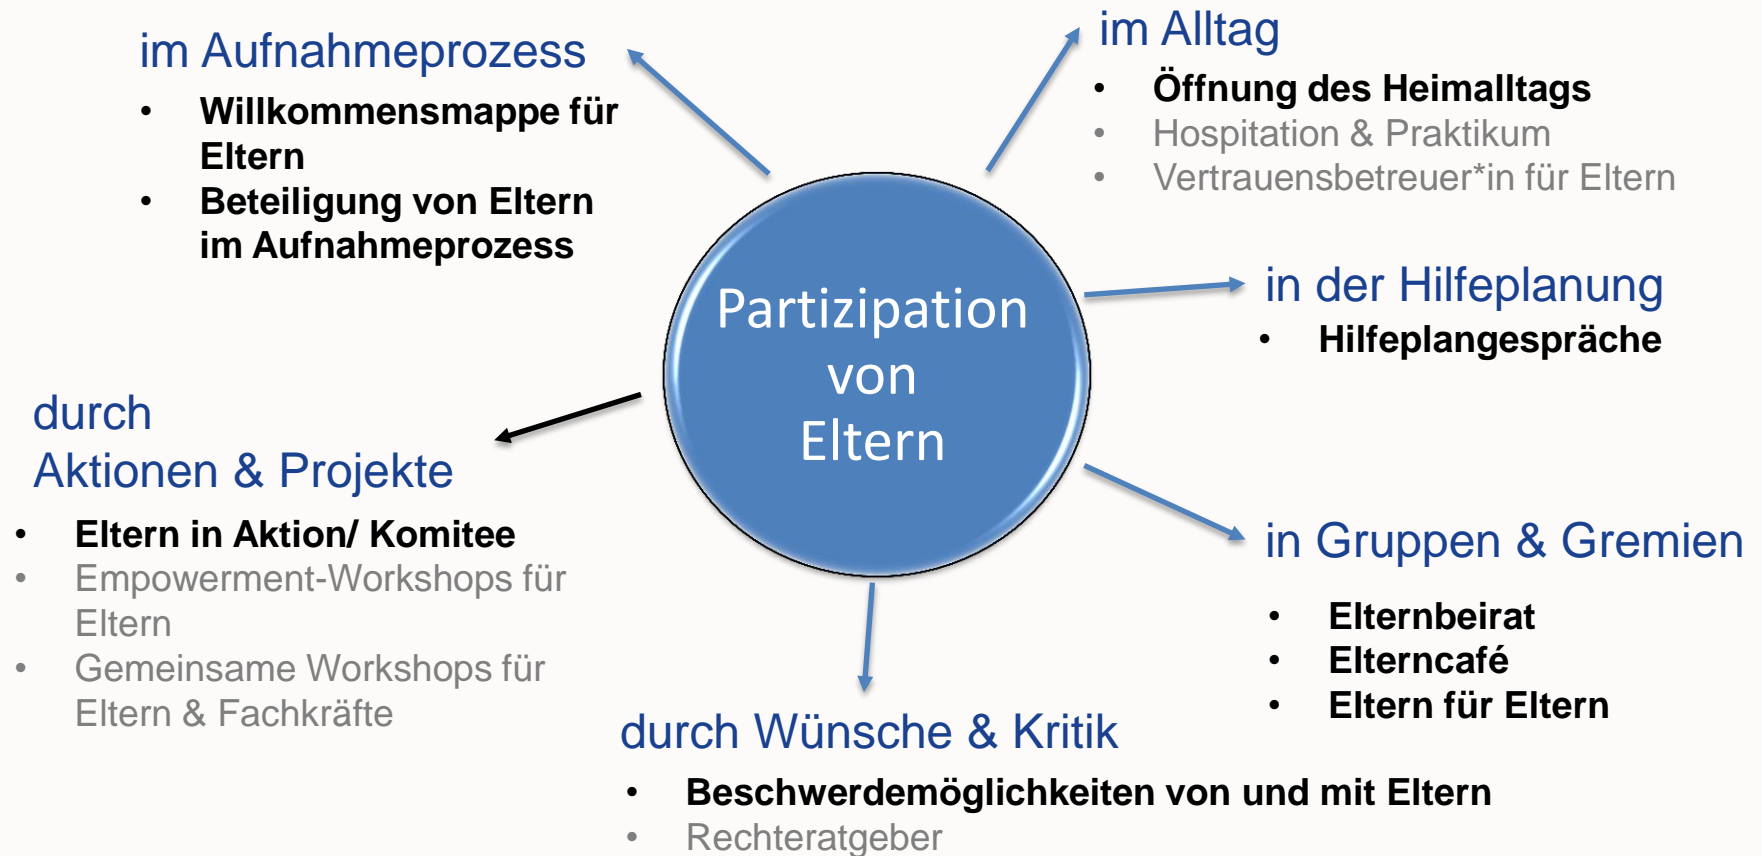 im Aufnahmeprozess
• Willkommensmappe für
Eltern
• Beteiligung von Eltern
im Aufnahmeprozess
im Alltag
• Öffnung des Heimalltags
• Hospitation & Praktikum
• Vertrauensbetreuer*in für Eltern
Partizipation
von
Eltern
in der Hilfeplanung
• Hilfeplangespräche
durch
Aktionen & Projekte
• Eltern in Aktion/ Komitee
• Empowerment-Workshops für
Eltern
• Gemeinsame Workshops für
Eltern & Fachkräfte
in Gruppen & Gremien
• Elternbeirat
• Elterncafé
• Eltern für Eltern
durch Wünsche & Kritik
• Beschwerdemöglichkeiten von und mit Eltern
• Rechteratgeber